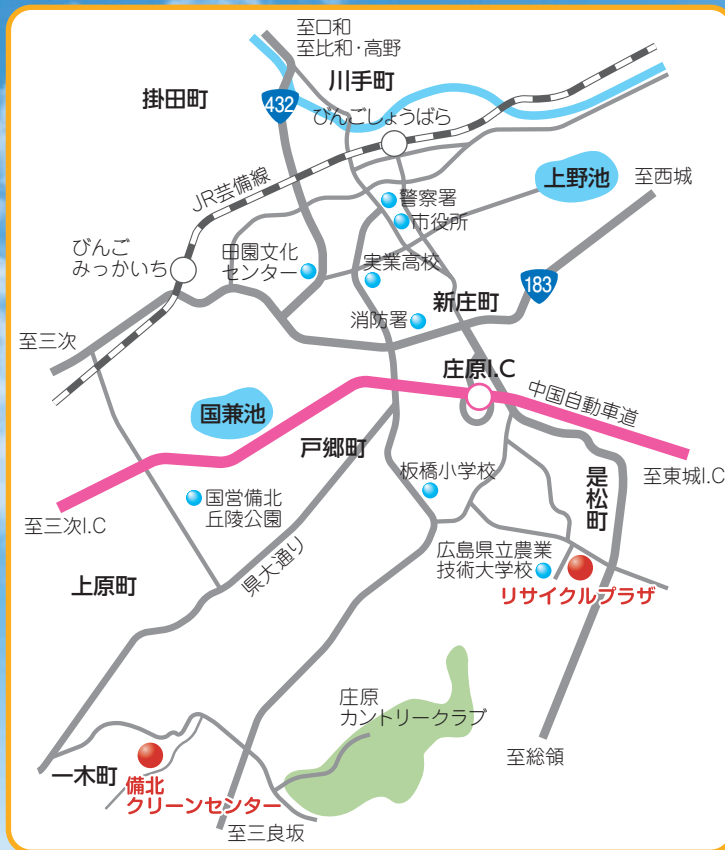 至口和
至比和・高野
川手町
掛田町
432
びんごしょうばら
JR芸備線
上野池
至西城
警察署
市役所
びんご
みっかいち
田園文化
センター
実業高校
183
新庄町
消防署
至三次
庄原I.C
中国自動車道
国兼池
戸郷町
板橋小学校
至東城I.C
是松町
国営備北
丘陵公園
至三次I.C
県大通り
広島県立農業
技術大学校
上原町
リサイクルプラザ
庄原
カントリークラブ
至総領
一木町
備北
クリーンセンター
至三良坂